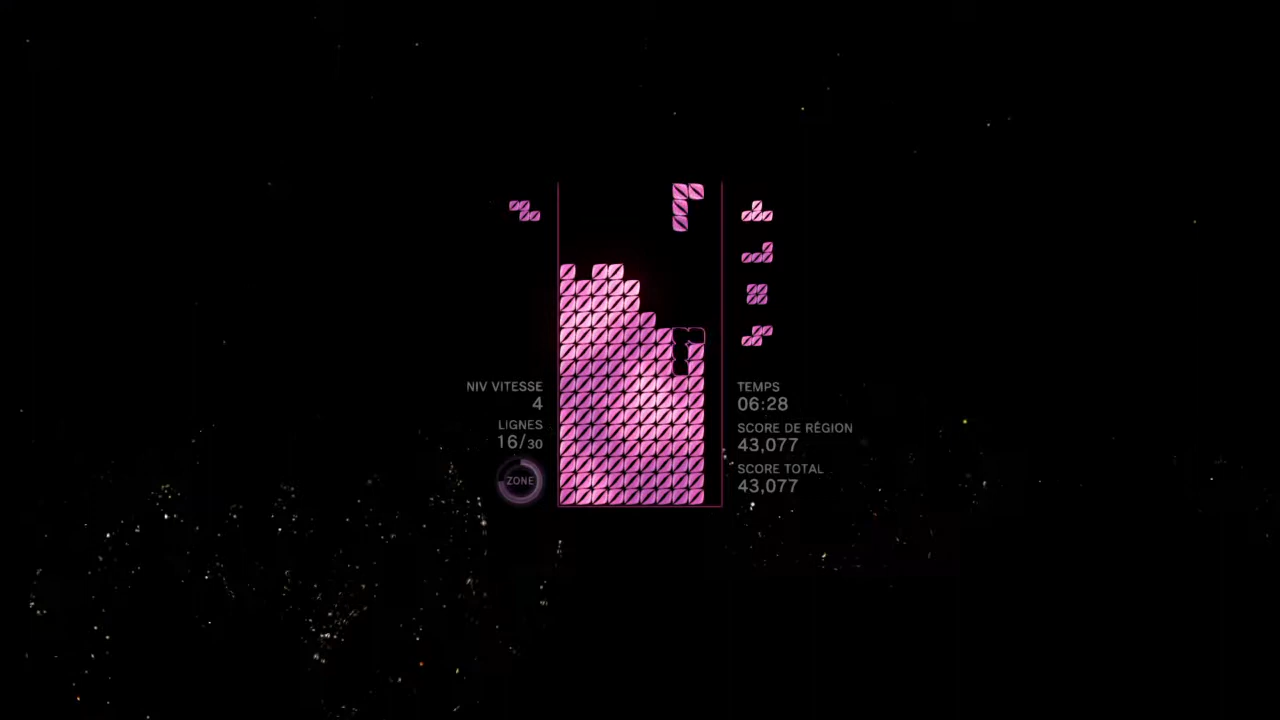 NIV VITESSE
4
LIGNES
16/30
ZONE
TEMPS
06:28
SCORE DE RÉGION
43,077
SCORE TOTAL
43,077